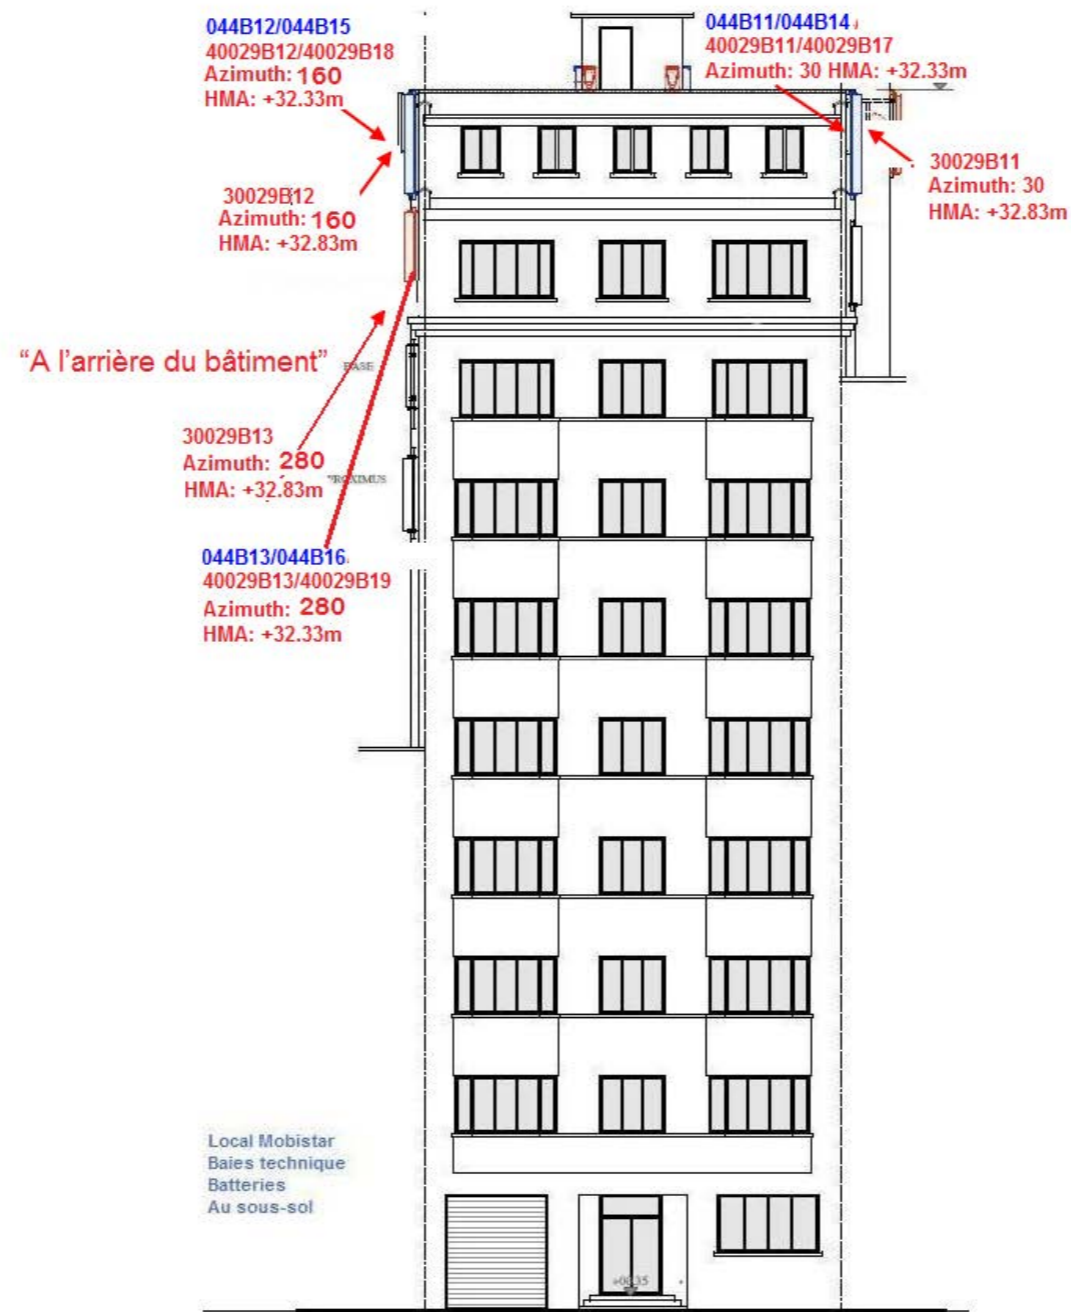 044B12/044B15
40029B12/40029B18
Azimuth: 160
HMA: +32.33m
044B11/044B14
40029B11/40029B17
Azimuth: 30 HMA: +32.33m
30029B11
Azimuth: 30
HMA: +32.83m
30029B12
Azimuth: 160
HMA: +32.83m
“A l’arrière du bâtiment”
BASE
30029B13
Azimuth: 280
HMA: +32.83m
PROXIMUS
044B13/044B16
40029B13/40029B19
Azimuth: 280
HMA: +32.33m
Local Mobistar
Baies technique
Batteries
Au sous-sol